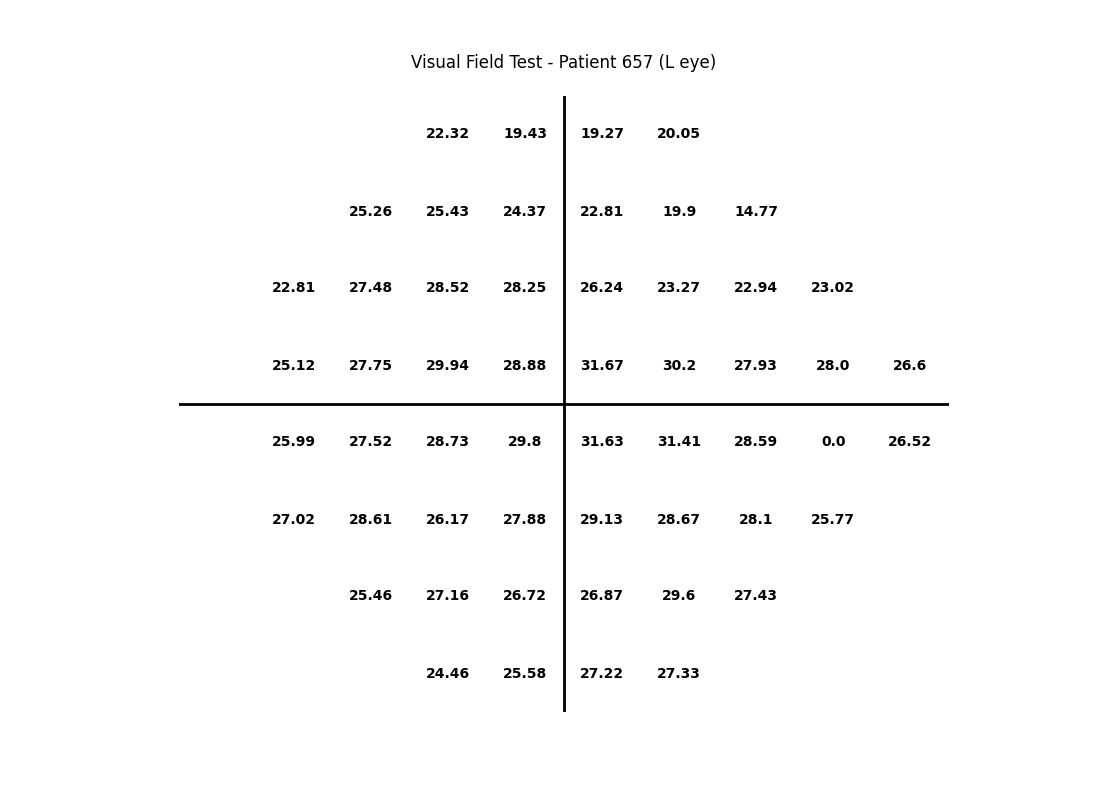 Visual Field Test - Patient 657 (L eye)
22.32 19.43 19.27 20.05
25.26 25.43 24.37 22.81 19.9 14.77
22.81 27.48 28.52 28.25 26.24 23.27 22.94 23.02
25.12 27.75 29.94 28.88 31.67 30.2 27.93 28.0 26.6
25.99 27.52 28.73 29.8 31.63 31.41 28.59 0.0 26.52
27.02 28.61 26.17 27.88 29.13 28.67 28.1 25.77
25.46 27.16 26.72 26.87 29.6 27.43
24.46 25.58 27.22 27.33